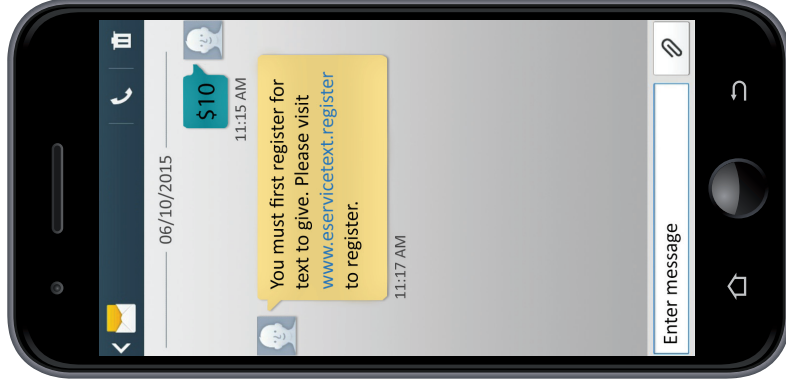 06/10/2015
$10
11:15 AM
You must first register for
text to give. Please visit
www.eservicetext.register
to register.
11:17 AM
Enter message